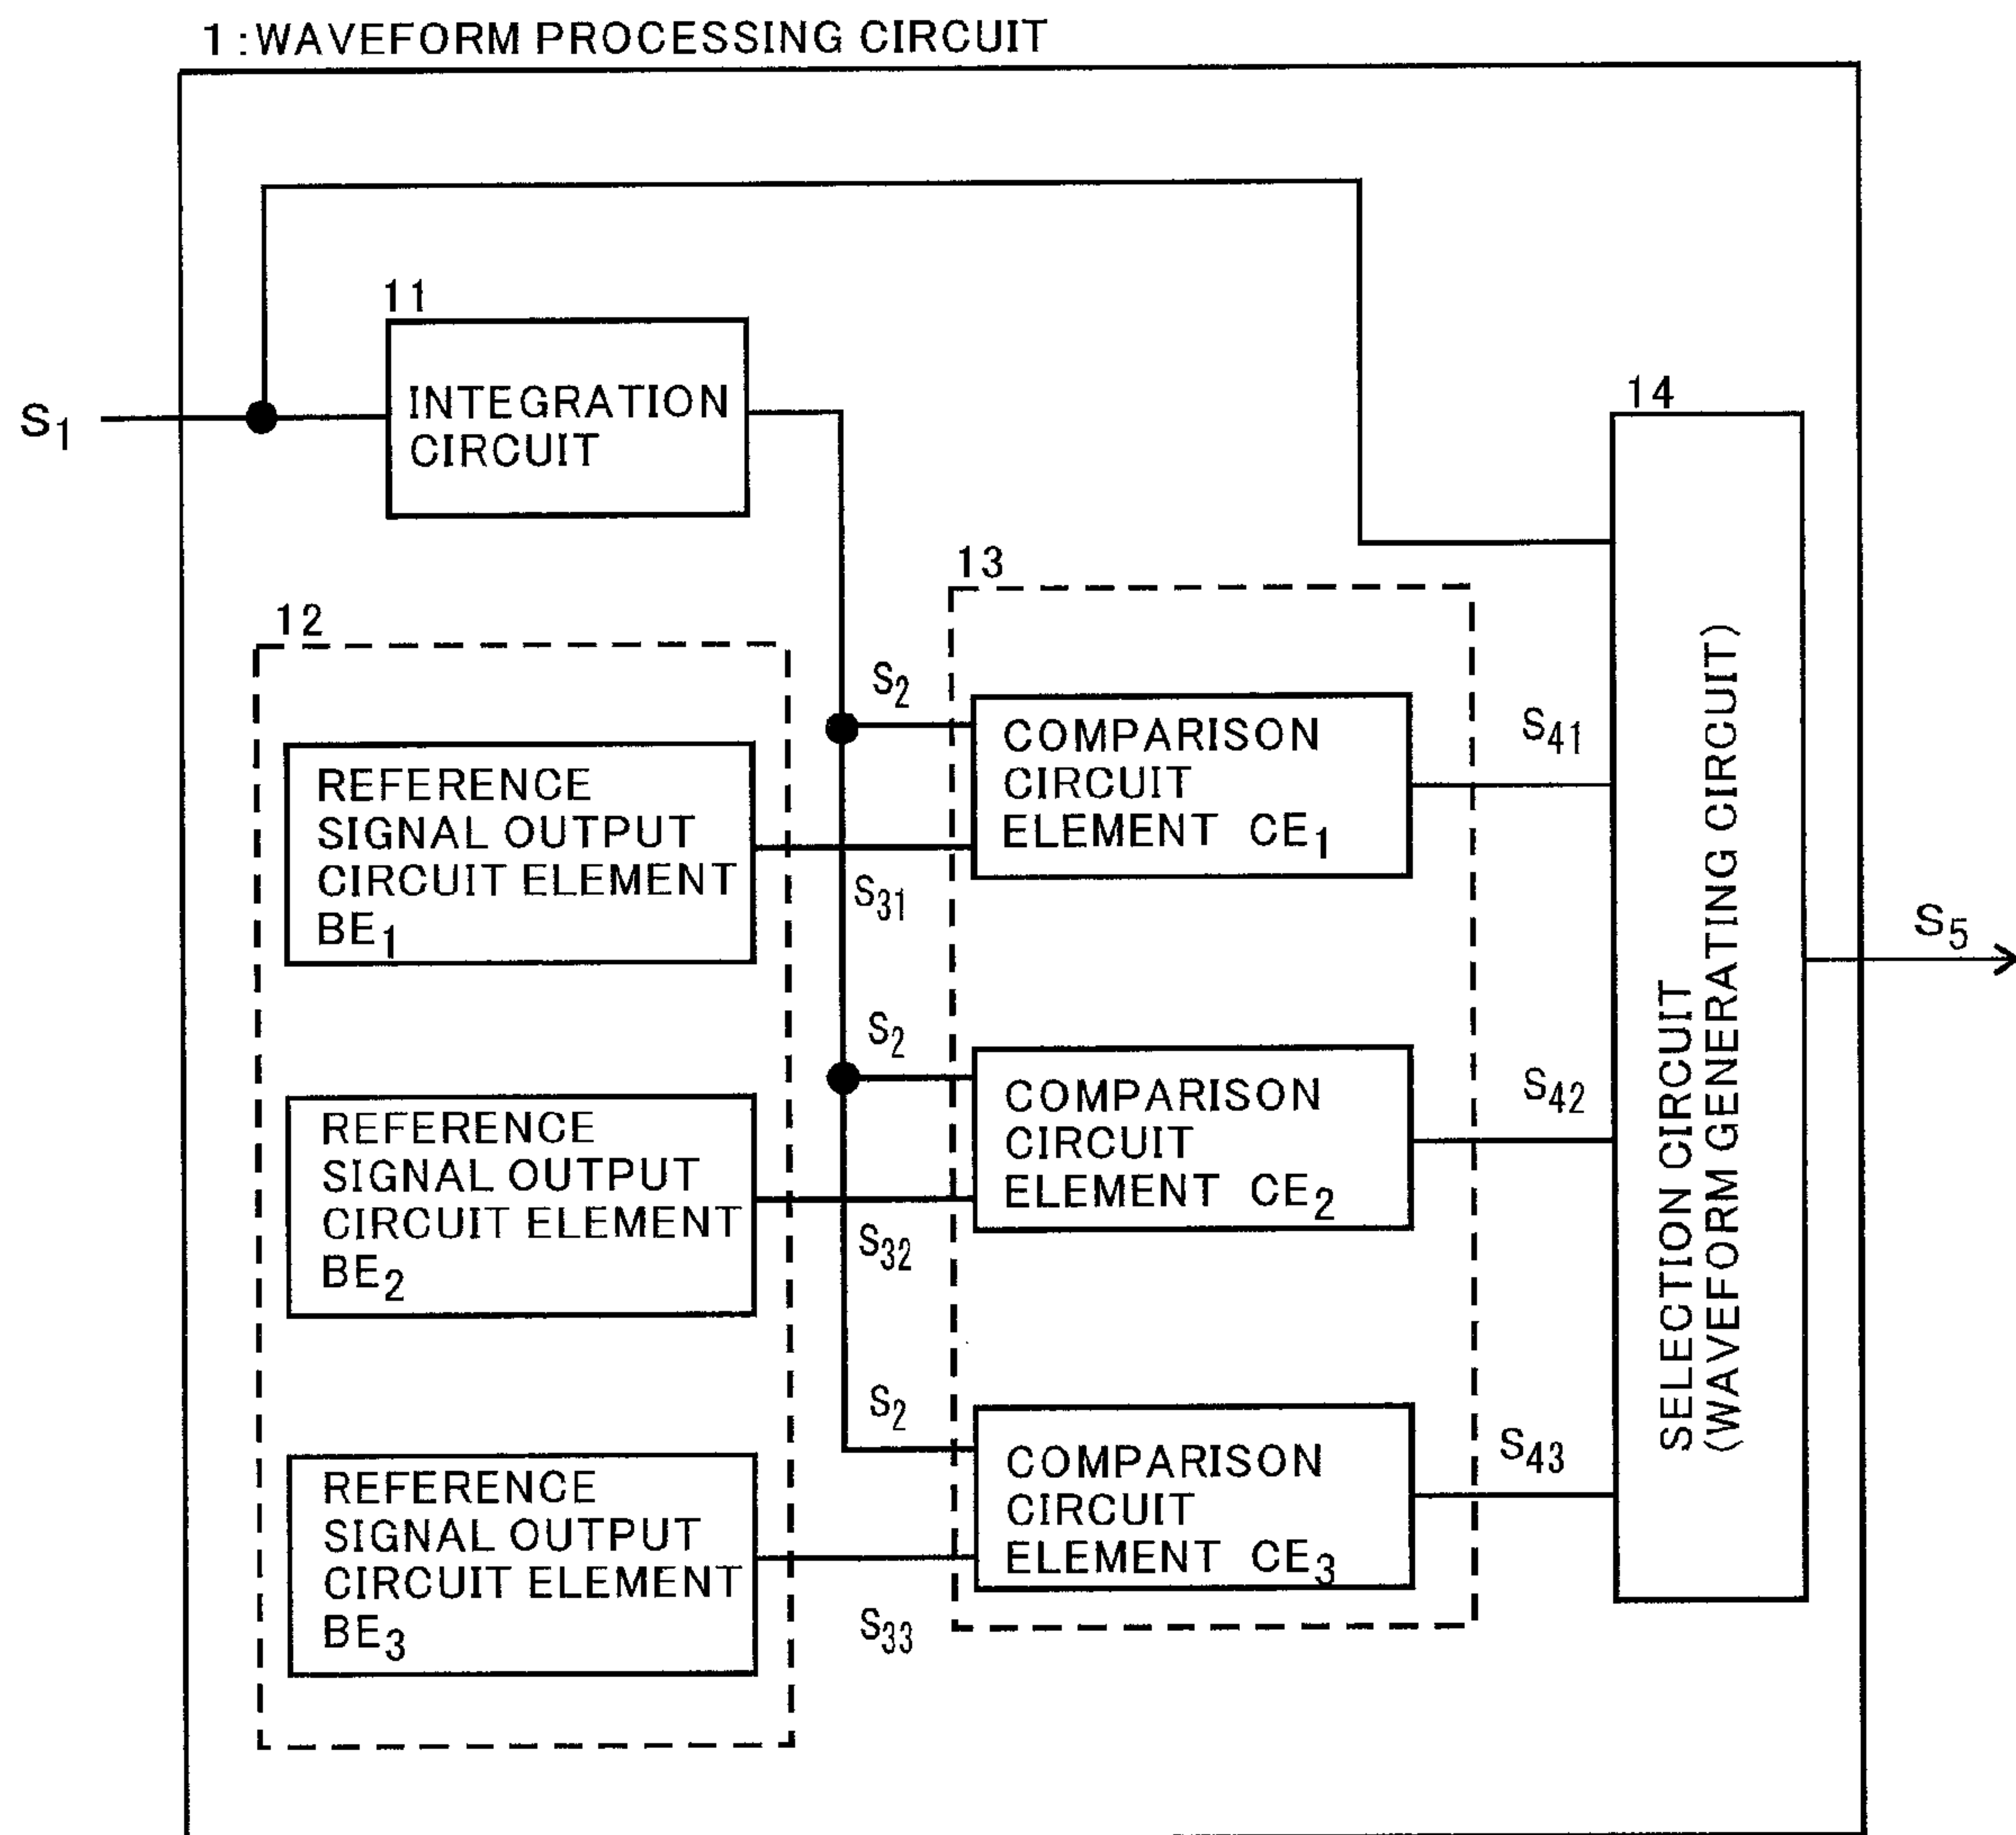 1:WAVEFORM PROCESSING CIRCUIT
11
INTEGRATION
CIRCUIT
S1
14
13
12
S2
COMPARISON
CIRCUIT
ELEMENT CE1
S41
REFERENCE
SIGNAL OUTPUT
CIRCUIT ELEMENT
BE1
S31
SELECTION CIRCUIT
(WAVEFORM GENERATING CIRCUIT)
S5
S2
COMPARISON
CIRCUIT
ELEMENT CE2
S42
REFERENCE
SIGNAL OUTPUT
CIRCUIT ELEMENT
BE2
S32
S2
COMPARISON
CIRCUIT
ELEMENT CE3
S43
REFERENCE
SIGNAL OUTPUT
CIRCUIT ELEMENT
BE3
S33